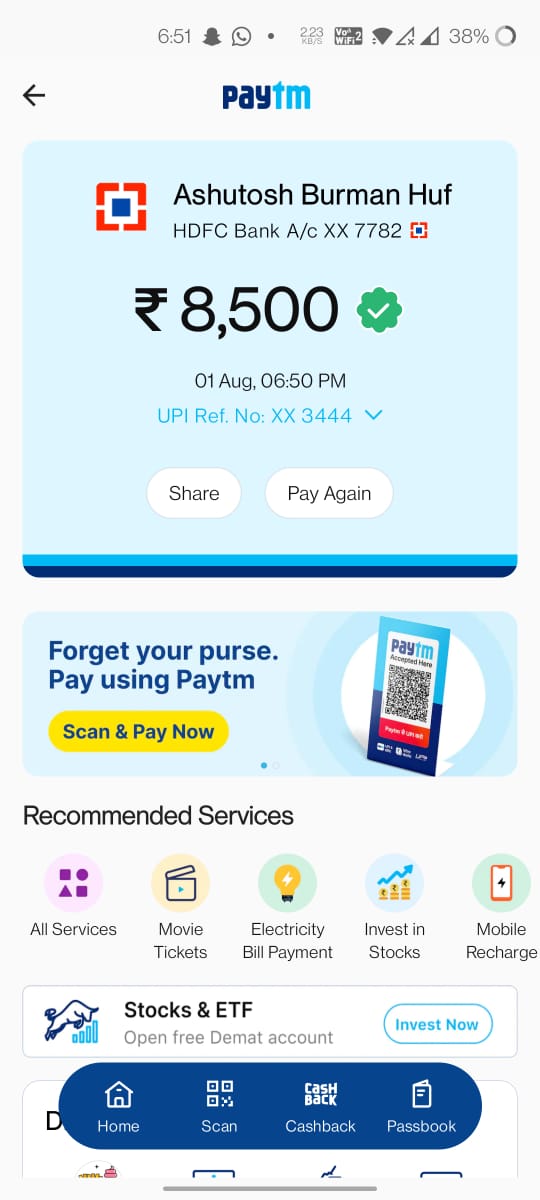 6:51
2.23
KB/S
Vo
WiFi 2
38%
paytm
Ashutosh Burman Huf
HDFC Bank A/c XX 7782
₹ 8,500
01 Aug, 06:50 PM
UPI Ref. No: XX 3444
Share
Pay Again
Forget your purse.
Pay using Paytm
Scan & Pay Now
paytm
Accepted Here
Recommended Services
All Services
Movie
Tickets
Electricity
Bill Payment
Invest in
Stocks
Mobile
Recharge
Stocks & ETF
Open free Demat account
Invest Now
D
Home
Scan
CASH
BACK
Cashback
Passbook